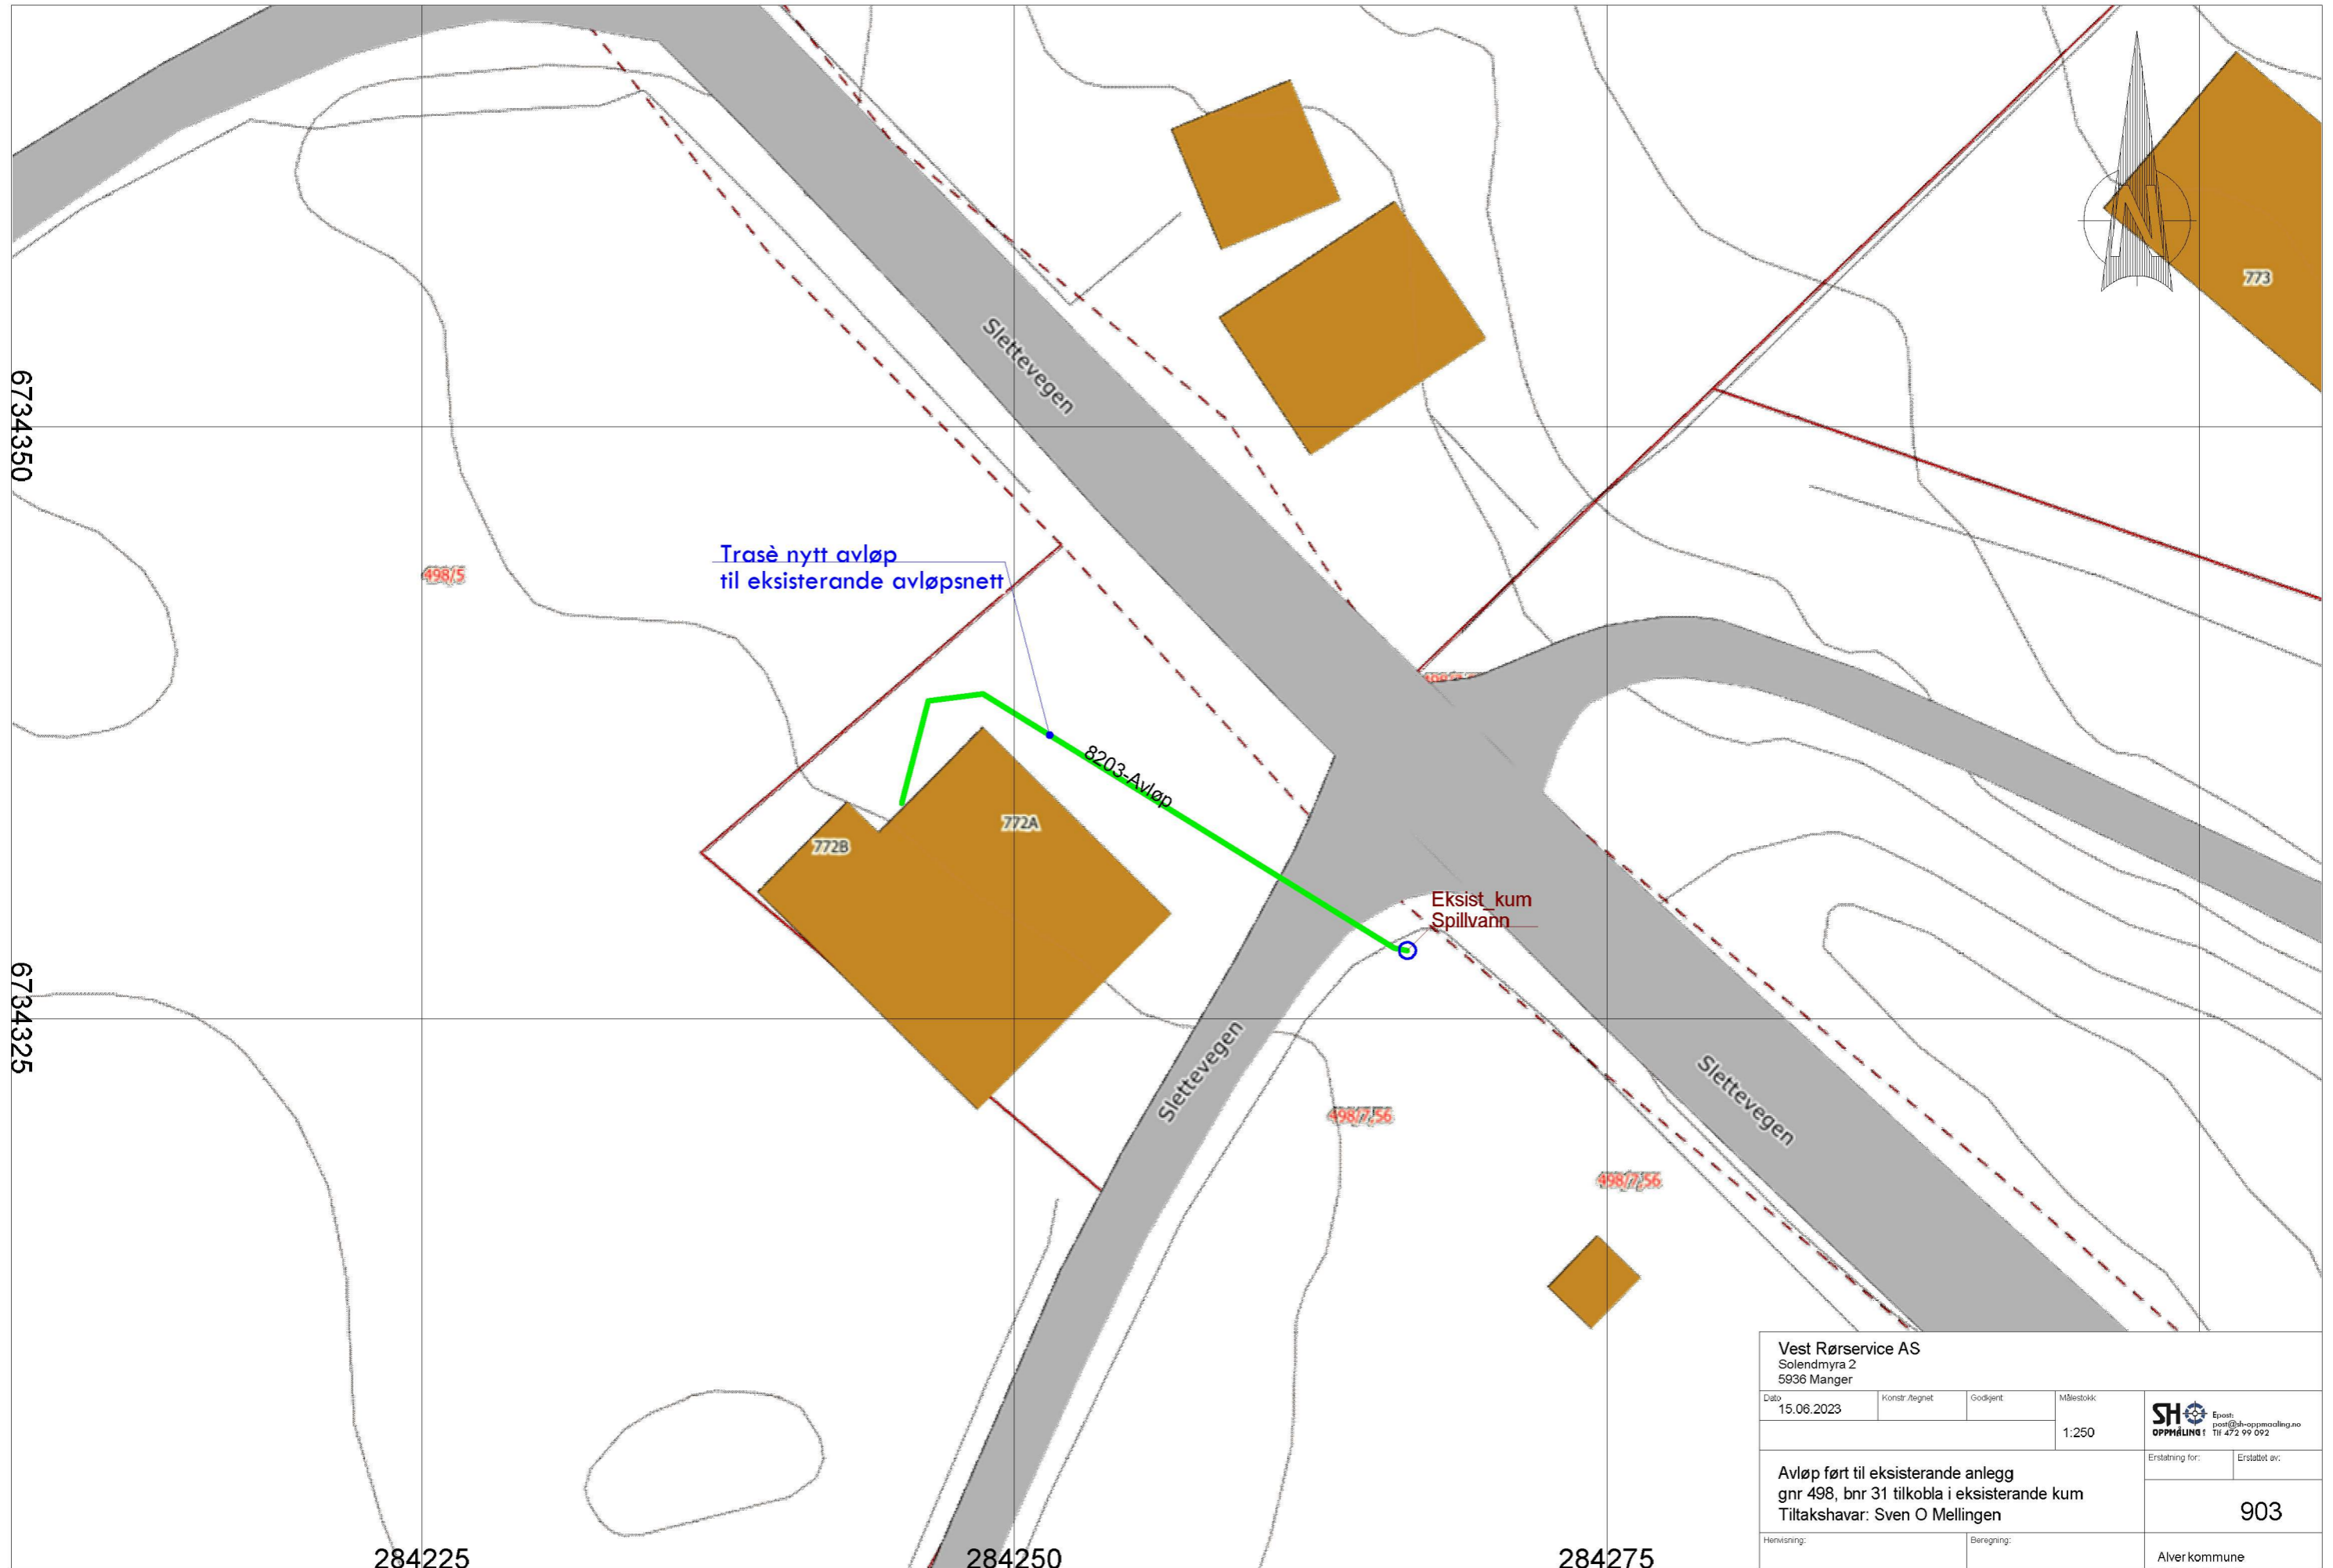 773
Slettevegen
6734350
Trasè nytt avløp
til eksisterande avløpsnett
498/5
8203-Avløp
772A
772B
Eksist_kum
Spillvann
6734325
Slettevegen
Slettevegen
498/7,56
498/7,56
284225
284250
284275
N
Vest Rørservice AS
Solendmyra 2
5936 Manger
Dato
15.06.2023
Konstr./tegnet
Godkjent
Målestokk
1:250
SH
OPPMÅLING
Epost:
post@sh-oppmaaling.no
Tlf 472 99 092
Avløp ført til eksisterande anlegg
gnr 498, bnr 31 tilkobla i eksisterande kum
Tiltakshavar: Sven O Mellingen
Erstatning for:
Erstattet av:
903
Henvisning:
Beregning:
Alver kommune